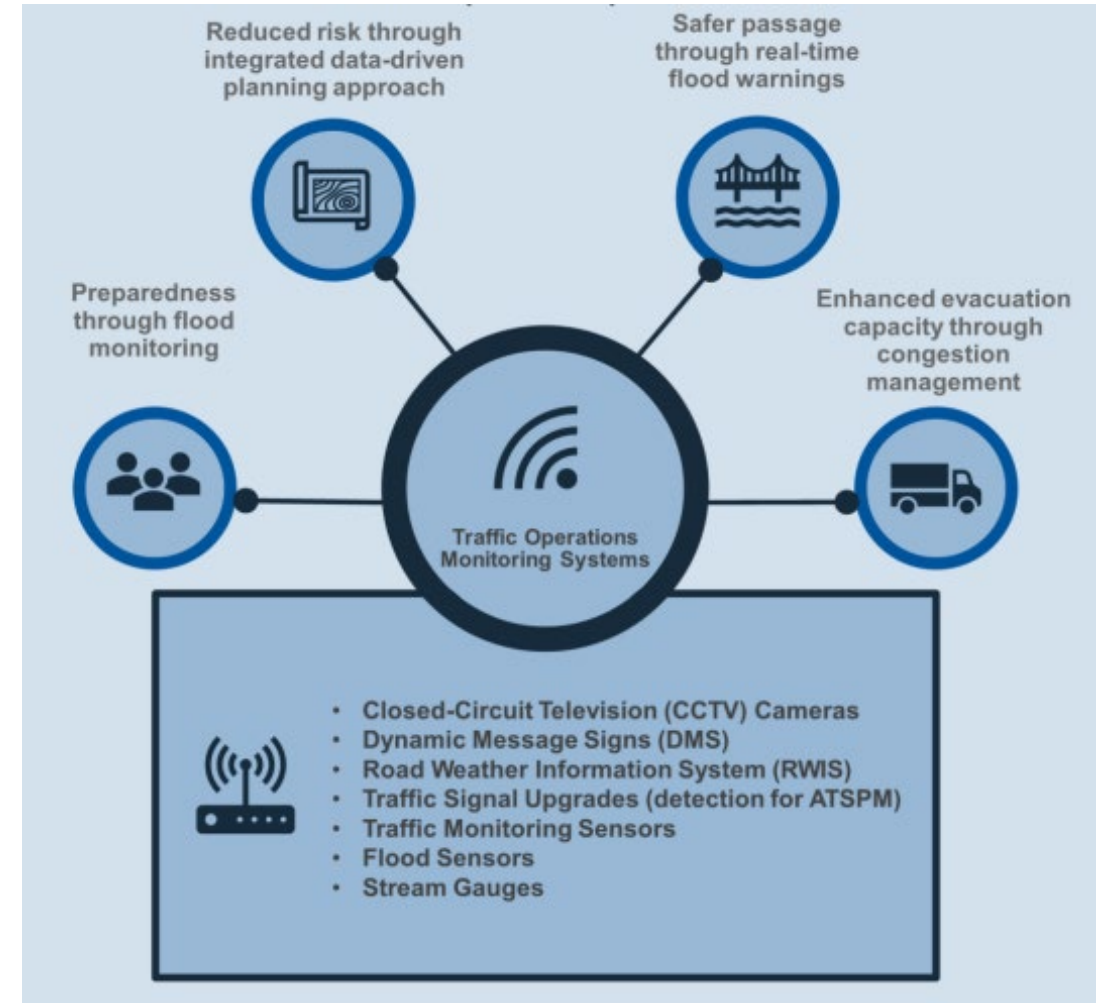 Reduced risk through
integrated data-driven
planning approach
Safer passage
through real-time
flood warnings
Preparedness
through flood
monitoring
Enhanced evacuation
capacity through
congestion
management
Traffic Operations
Monitoring Systems
• Closed-Circuit Television (CCTV) Cameras
• Dynamic Message Signs (DMS)
• Road Weather Information System (RWIS)
• Traffic Signal Upgrades (detection for ATSPM)
• Traffic Monitoring Sensors
• Flood Sensors
• Stream Gauges